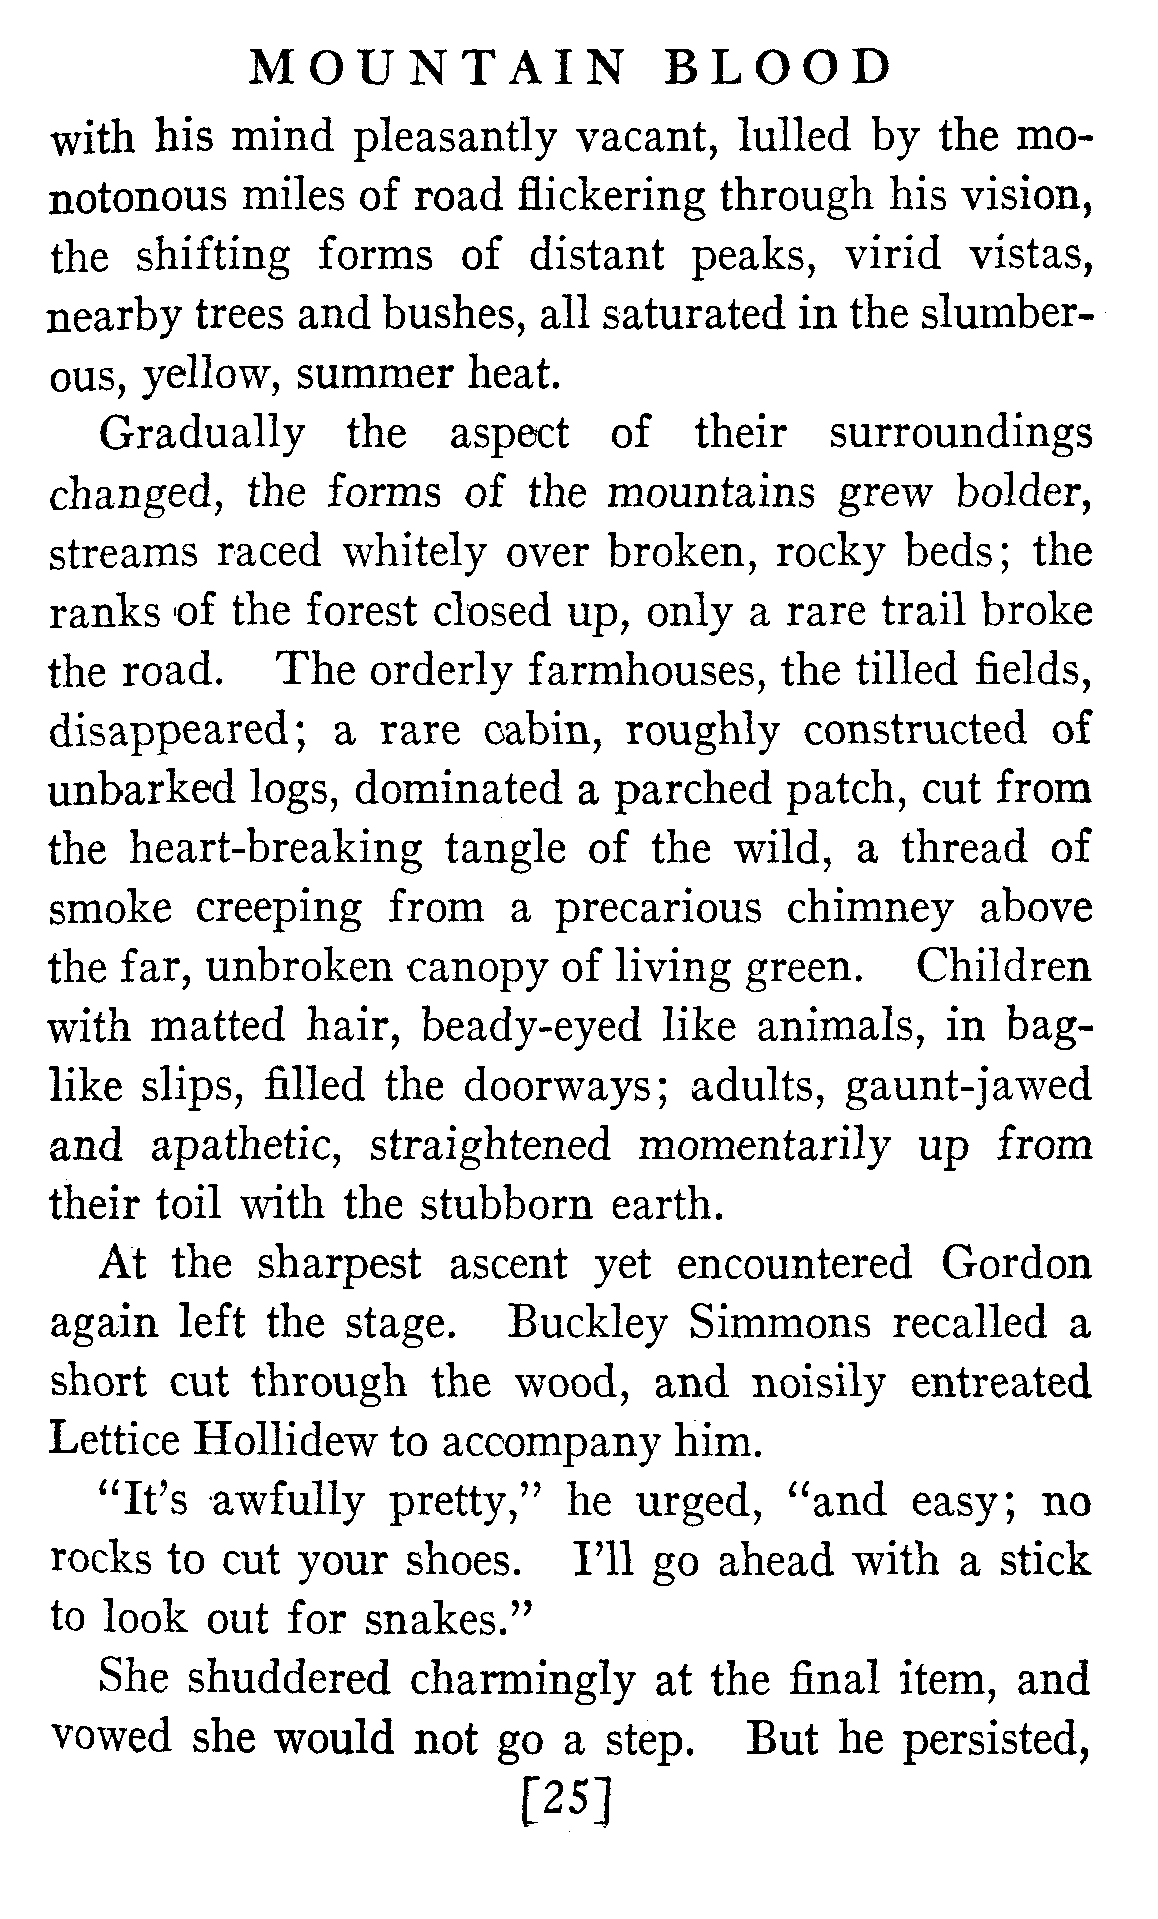 MOUNTAIN BLOOD
with his mind pleasantly vacant, lulled by the mo-
notonous miles of road flickering through his vision,
the shifting forms of distant peaks, virid vistas,
nearby trees and bushes, all saturated in the slumber-
ous, yellow, summer heat.
Gradually the aspect of their surroundings
changed, the forms of the mountains grew bolder,
streams raced whitely over broken, rocky beds; the
ranks of the forest closed up, only a rare trail broke
the road. The orderly farmhouses, the tilled fields,
disappeared; a rare cabin, roughly constructed of
unbarked logs, dominated a parched patch, cut from
the heart-breaking tangle of the wild, a thread of
smoke creeping from a precarious chimney above
the far, unbroken canopy of living green. Children
with matted hair, beady-eyed like animals, in bag-
like slips, filled the doorways; adults, gaunt-jawed
and apathetic, straightened momentarily up from
their toil with the stubborn earth.
At the sharpest ascent yet encountered Gordon
again left the stage. Buckley Simmons recalled a
short cut through the wood, and noisily entreated
Lettice Hollidew to accompany him.
"It's awfully pretty," he urged, "and easy; no
rocks to cut your shoes. I'll go ahead with a stick
to look out for snakes."
She shuddered charmingly at the final item, and
vowed she would not go a step. But he persisted,
[25]